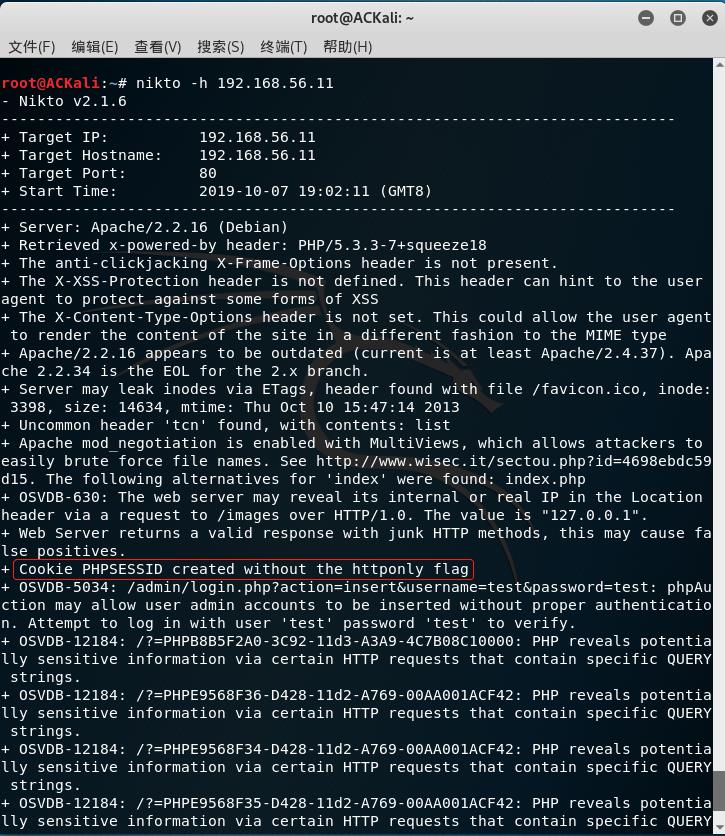 root@ACKali: ~
文件(F) 编辑(E) 查看(V) 搜索(S) 终端(T) 帮助(H)
root@ACKali:~# nikto -h 192.168.56.11
- Nikto v2.1.6
---------------------------------------------------------------------------
+ Target IP:          192.168.56.11
+ Target Hostname:    192.168.56.11
+ Target Port:        80
+ Start Time:         2019-10-07 19:02:11 (GMT8)
---------------------------------------------------------------------------
+ Server: Apache/2.2.16 (Debian)
+ Retrieved x-powered-by header: PHP/5.3.3-7+squeeze18
+ The anti-clickjacking X-Frame-Options header is not present.
+ The X-XSS-Protection header is not defined. This header can hint to the user
agent to protect against some forms of XSS
+ The X-Content-Type-Options header is not set. This could allow the user agent
to render the content of the site in a different fashion to the MIME type
+ Apache/2.2.16 appears to be outdated (current is at least Apache/2.4.37). Apa
che 2.2.34 is the EOL for the 2.x branch.
+ Server may leak inodes via ETags, header found with file /favicon.ico, inode:
3398, size: 14634, mtime: Thu Oct 10 15:47:14 2013
+ Uncommon header 'tcn' found, with contents: list
+ Apache mod_negotiation is enabled with MultiViews, which allows attackers to
easily brute force file names. See http://www.wisec.it/sectou.php?id=4698ebdc59
d15. The following alternatives for 'index' were found: index.php
+ OSVDB-630: The web server may reveal its internal or real IP in the Location
header via a request to /images over HTTP/1.0. The value is "127.0.0.1".
+ Web Server returns a valid response with junk HTTP methods, this may cause fa
lse positives.
+ Cookie PHPSESSID created without the httponly flag
+ OSVDB-5034: /admin/login.php?action=insert&username=test&password=test: phpAu
ction may allow user admin accounts to be inserted without proper authenticatio
n. Attempt to log in with user 'test' password 'test' to verify.
+ OSVDB-12184: /?=PHPB8B5F2A0-3C92-11d3-A3A9-4C7B08C10000: PHP reveals potentia
lly sensitive information via certain HTTP requests that contain specific QUERY
strings.
+ OSVDB-12184: /?=PHPE9568F36-D428-11d2-A769-00AA001ACF42: PHP reveals potentia
lly sensitive information via certain HTTP requests that contain specific QUERY
strings.
+ OSVDB-12184: /?=PHPE9568F34-D428-11d2-A769-00AA001ACF42: PHP reveals potentia
lly sensitive information via certain HTTP requests that contain specific QUERY
strings.
+ OSVDB-12184: /?=PHPE9568F35-D428-11d2-A769-00AA001ACF42: PHP reveals potentia
lly sensitive information via certain HTTP requests that contain specific QUERY